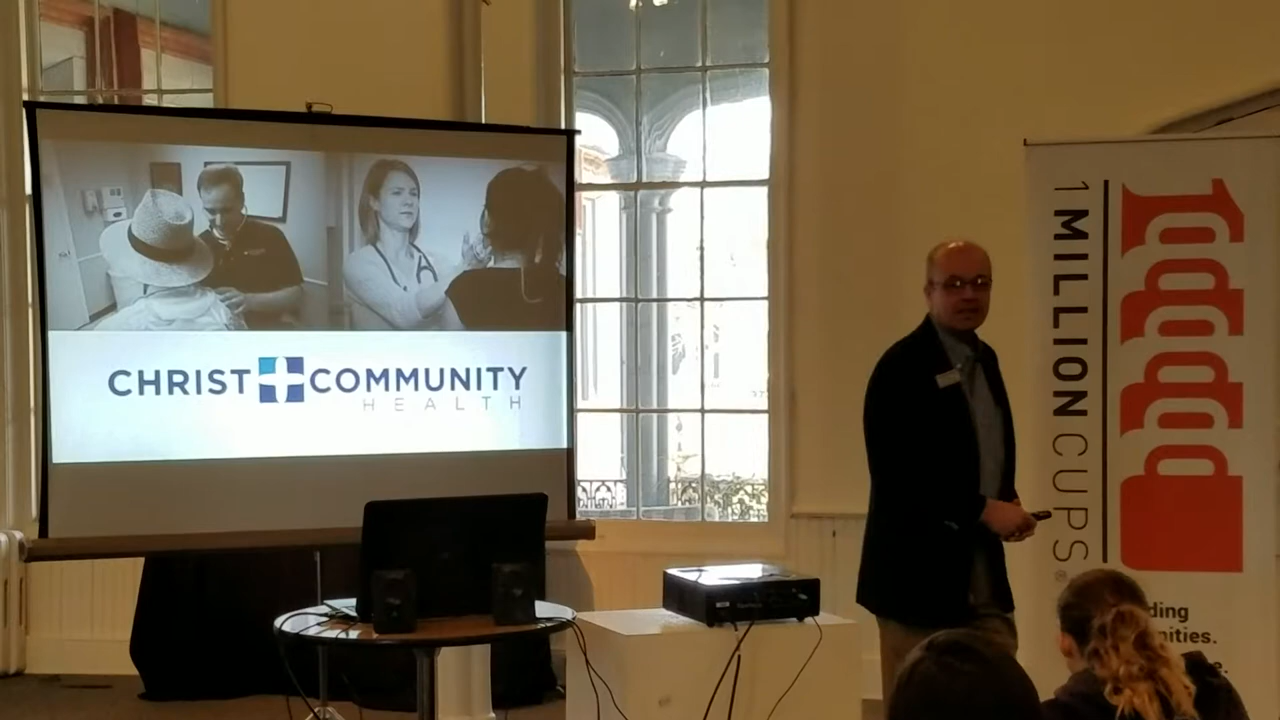 CHRIST COMMUNITY
HEALTH
1 MILLION CUPS®
ding
nities.
e.